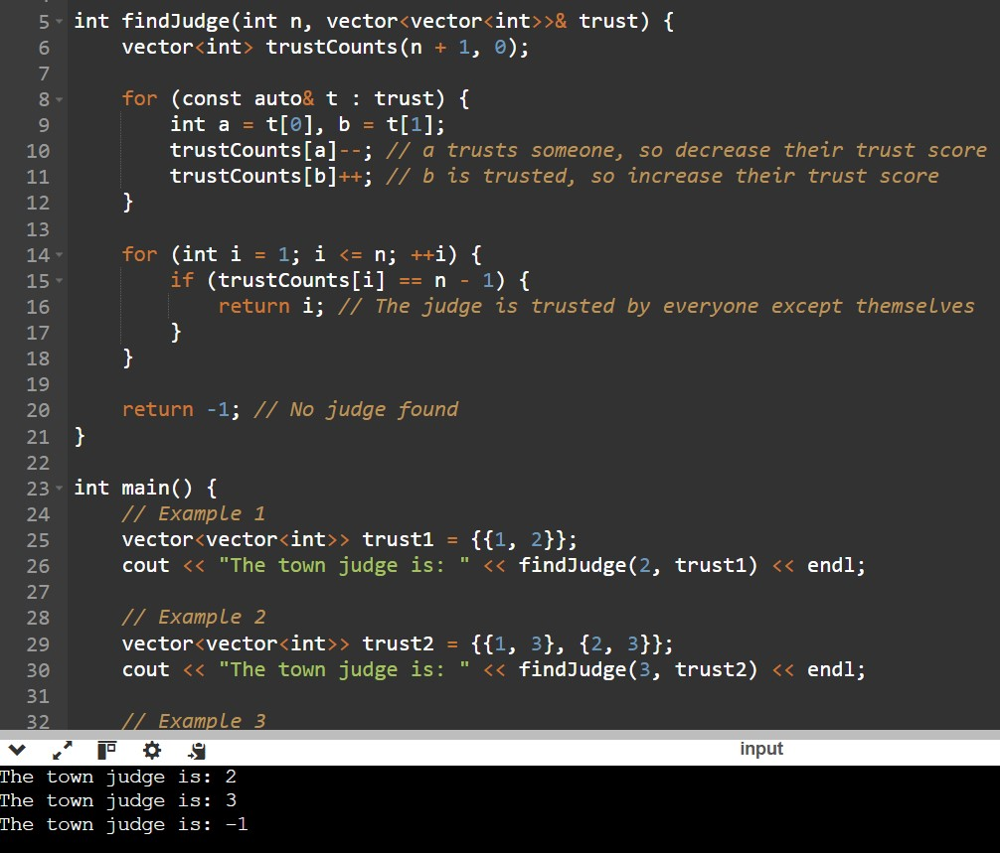 5 int findJudge(int n, vector<vector<int>>& trust) {
6 vector<int> trustCounts(n + 1, 0);
7
8 for (const auto& t : trust) {
9 int a = t[0], b = t[1];
10 trustCounts[a]--; // a trusts someone, so decrease their trust score
11 trustCounts[b]++; // b is trusted, so increase their trust score
12 }
13
14 for (int i = 1; i <= n; ++i) {
15 if (trustCounts[i] == n - 1) {
16 return i; // The judge is trusted by everyone except themselves
17 }
18 }
19
20 return -1; // No judge found
21 }
22
23 int main() {
24 // Example 1
25 vector<vector<int>> trust1 = {{1, 2}};
26 cout << "The town judge is: " << findJudge(2, trust1) << endl;
27
28 // Example 2
29 vector<vector<int>> trust2 = {{1, 3}, {2, 3}};
30 cout << "The town judge is: " << findJudge(3, trust2) << endl;
31
32 // Example 3
input
The town judge is: 2
The town judge is: 3
The town judge is: -1